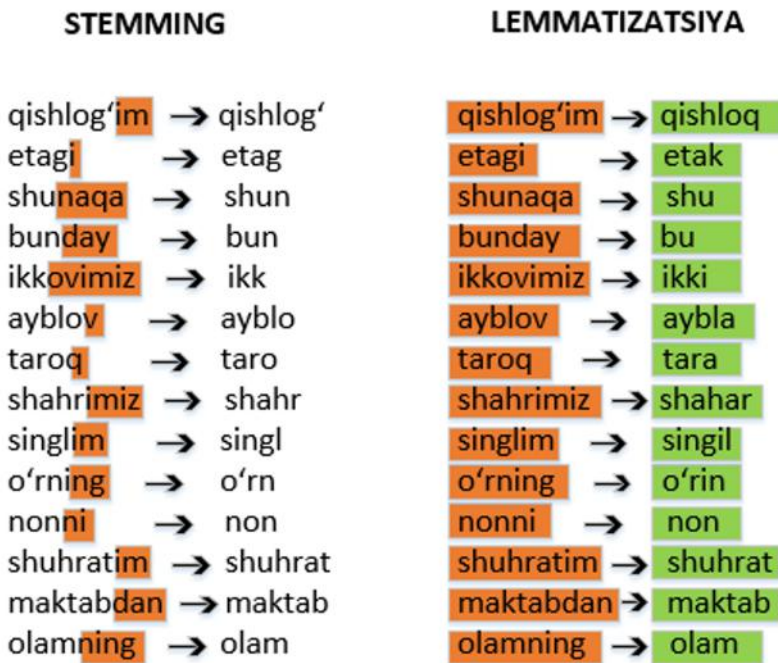 STEMMING LEMMATIZATSIYA
qishlog‘im → qishlog‘ qishlog'im → qishloq
etagi → etag etagi → etak
shunaqa → shun shunaqa → shu
bunday → bun bunday → bu
ikkovimiz → ikk ikkovimiz → ikki
ayblov → ayblo ayblov → aybla
taroq → taro taroq → tara
shahrimiz → shahr shahrimiz → shahar
singlim → singl singlim → singil
o‘rning → o‘rn o‘rning → o‘rin
nonni → non nonni → non
shuhratim → shuhrat shuhratim → shuhrat
maktabdan → maktab maktabdan → maktab
olamning → olam olamning → olam